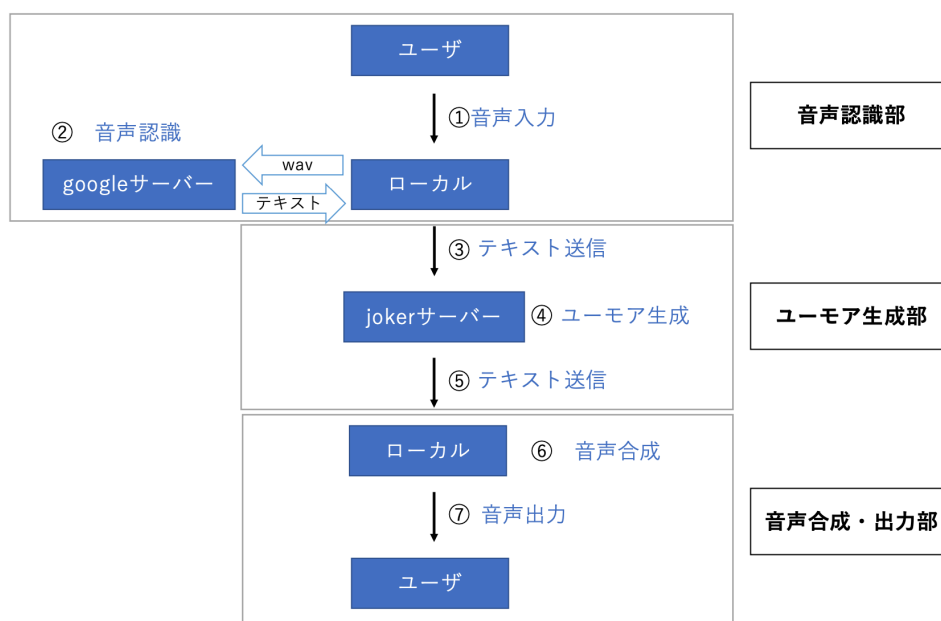 ユーザ
①音声入力
② 音声認識
音声認識部
wav
googleサーバー
ローカル
テキスト
③ テキスト送信
jokerサーバー
④ ユーモア生成
ユーモア生成部
⑤ テキスト送信
ローカル
⑥ 音声合成
⑦ 音声出力
音声合成・出力部
ユーザ